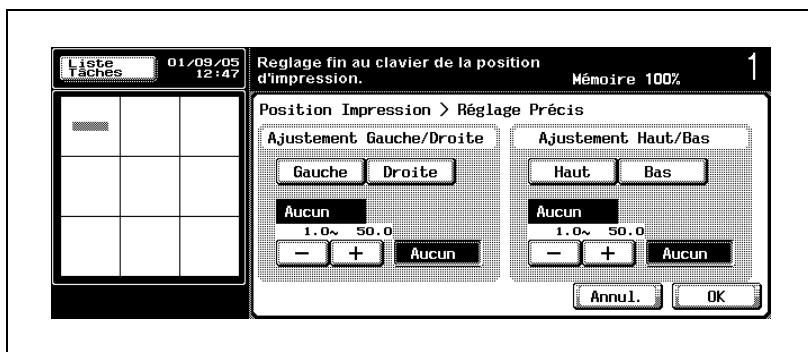 Liste
Tâches
01/09/05
12:47
Reglage fin au clavier de la position
d'impression.
Mémoire 100%
1
Position Impression > Réglage Précis
Ajustement Gauche/Droite
Gauche Droite
Aucun
1.0~ 50.0
− + Aucun
Ajustement Haut/Bas
Haut Bas
Aucun
1.0~ 50.0
− + Aucun
Annul. OK